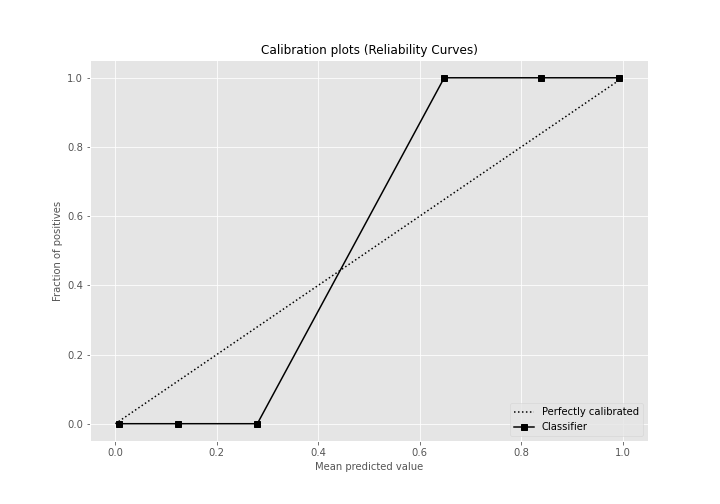 Calibration plots (Reliability Curves)
1.0
0.8
0.6
0.4
0.2
0.0
Fraction of positives
0.0 0.2 0.4 0.6 0.8 1.0
Mean predicted value
Perfectly calibrated
Classifier